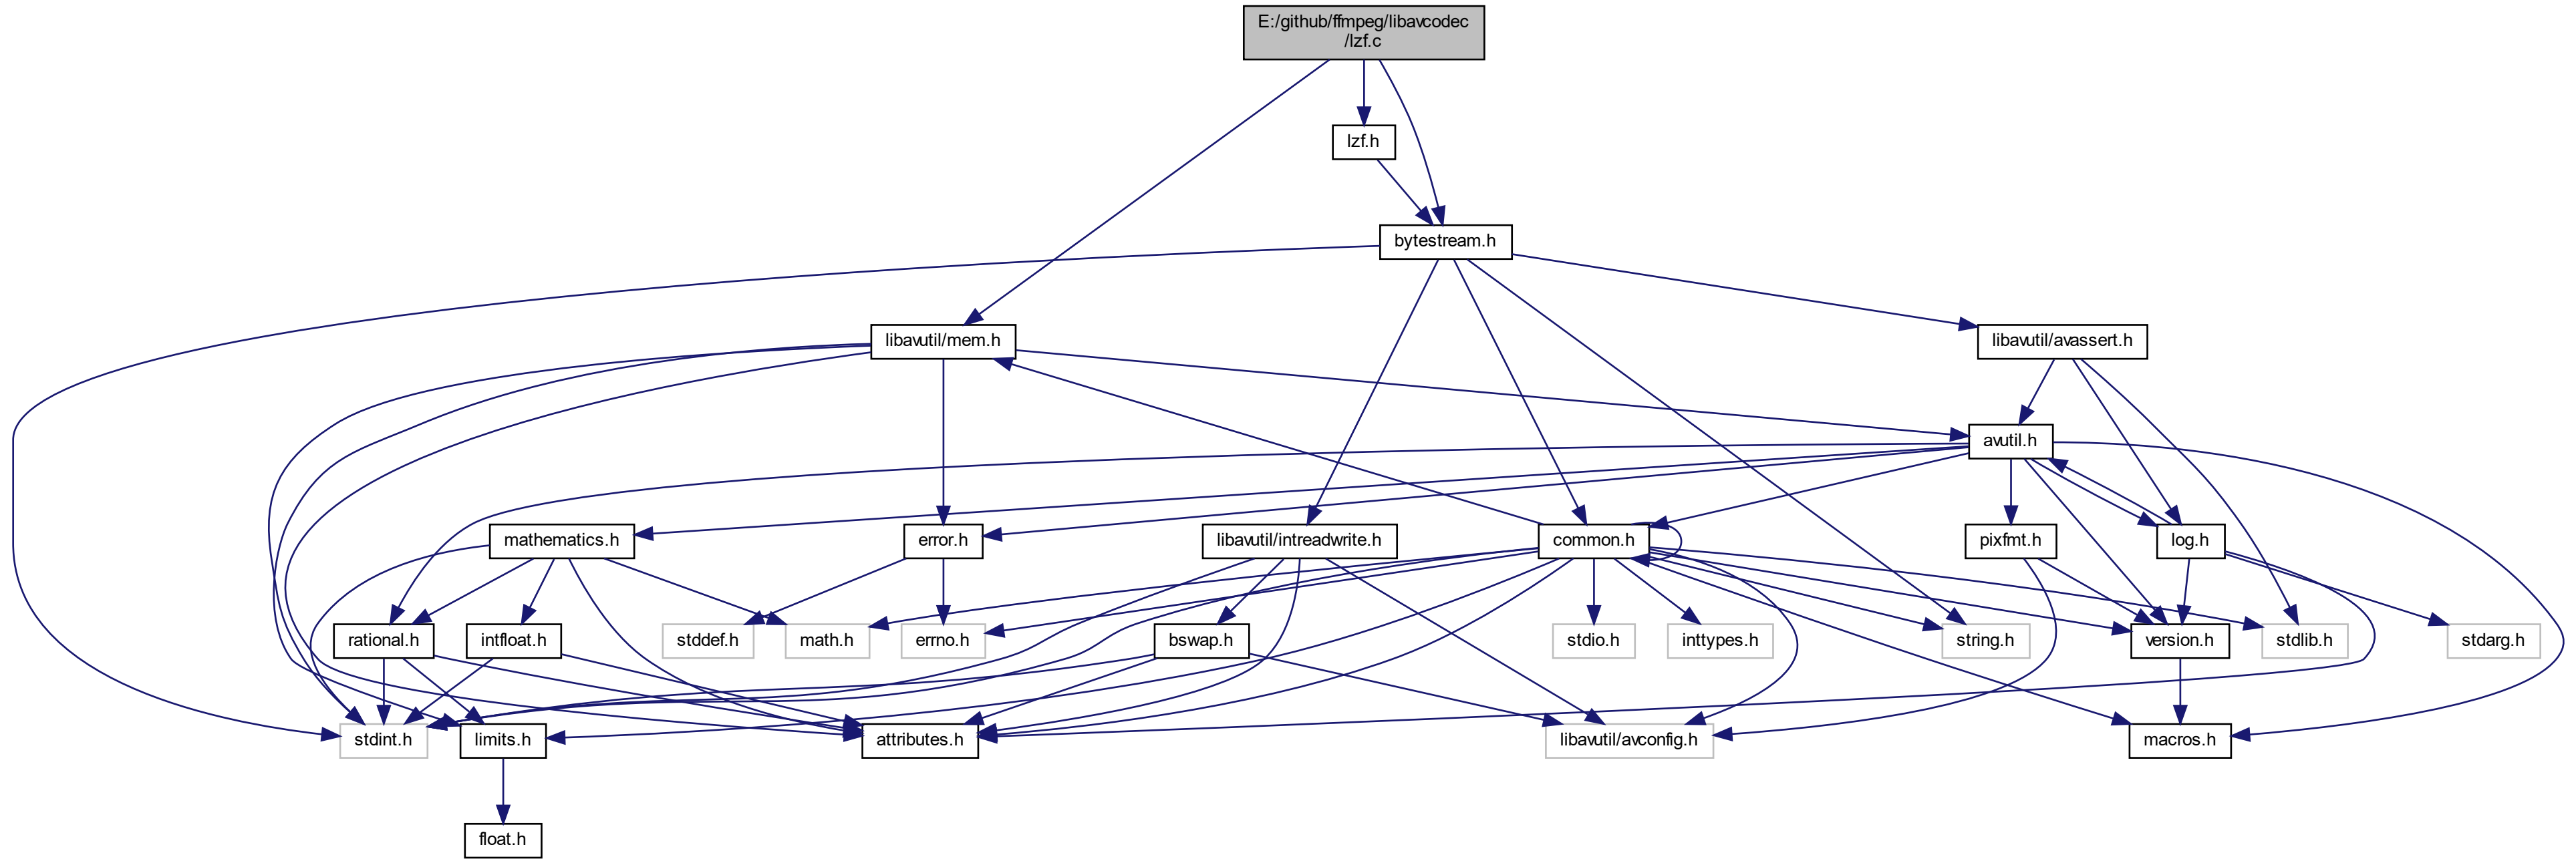 E:/github/ffmpeg/libavcodec
/lzf.c
lzf.h
bytestream.h
libavutil/mem.h
libavutil/avassert.h
avutil.h
mathematics.h
error.h
libavutil/intreadwrite.h
common.h
pixfmt.h
log.h
rational.h
intfloat.h
stddef.h
math.h
errno.h
bswap.h
stdio.h
inttypes.h
string.h
version.h
stdlib.h
stdarg.h
stdint.h
limits.h
attributes.h
libavutil/avconfig.h
macros.h
float.h